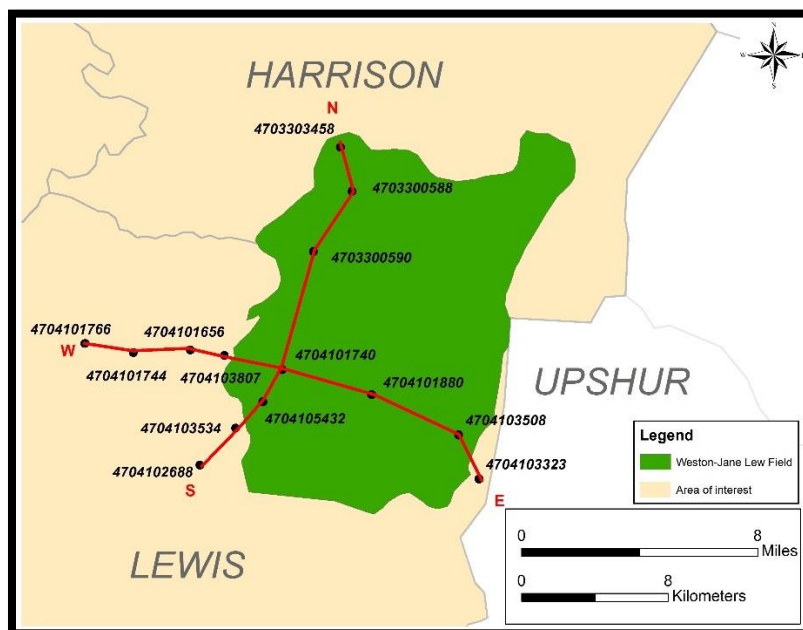 HARRISON
N
W
E
S
N
4703303458
4703300588
4703300590
4704101766
4704101656
4704101740
W
4704101744
4704103807
4704101880
UPSHUR
4704103534
4704105432
4704103508
4704102688
4704103323
S
E
LEWIS
Legend
Weston-Jane Lew Field
Area of interest
0 8
Miles
0 8
Kilometers